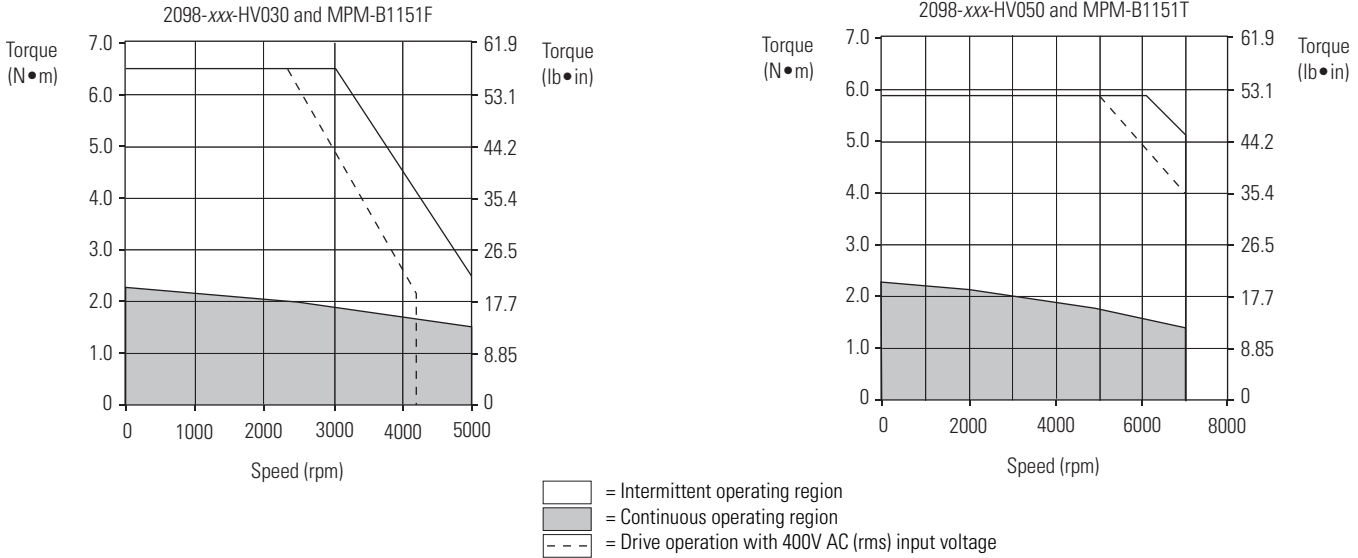 2098-xxx-HV030 and MPM-B1151F
Torque
(N•m)
7.0
6.0
5.0
4.0
3.0
2.0
1.0
0
61.9
53.1
44.2
35.4
26.5
17.7
8.85
0
Torque
(lb•in)
0 1000 2000 3000 4000 5000
Speed (rpm)
2098-xxx-HV050 and MPM-B1151T
Torque
(N•m)
7.0
6.0
5.0
4.0
3.0
2.0
1.0
0
61.9
53.1
44.2
35.4
26.5
17.7
8.85
0
Torque
(lb•in)
0 2000 4000 6000 8000
Speed (rpm)
= Intermittent operating region
= Continuous operating region
= Drive operation with 400V AC (rms) input voltage